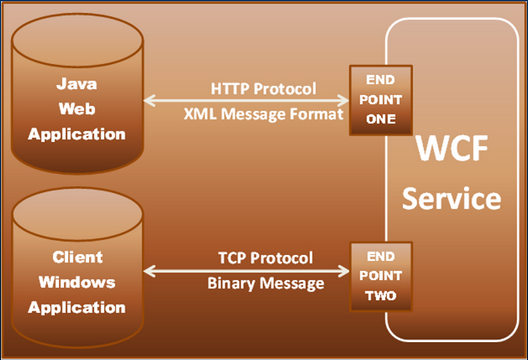 Java
Web
Application
HTTP Protocol
XML Message Format
END
POINT
ONE
WCF
Service
Client
Windows
Application
TCP Protocol
Binary Message
END
POINT
TWO